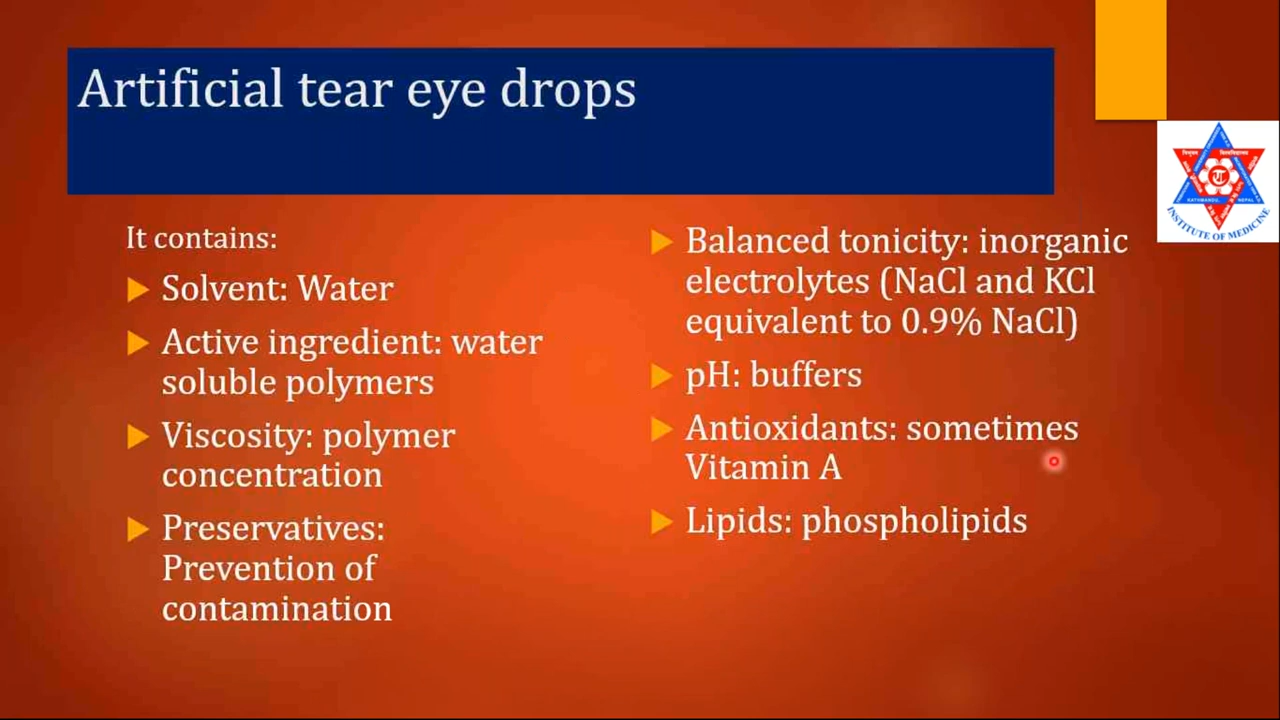 Artificial tear eye drops
It contains:
Solvent: Water
Active ingredient: water
soluble polymers
Viscosity: polymer
concentration
Preservatives:
Prevention of
contamination
Balanced tonicity: inorganic
electrolytes (NaCl and KCl
equivalent to 0.9% NaCl)
pH: buffers
Antioxidants: sometimes
Vitamin A
Lipids: phospholipids
KATHMANDU, NEPAL
INSTITUTE OF MEDICINE